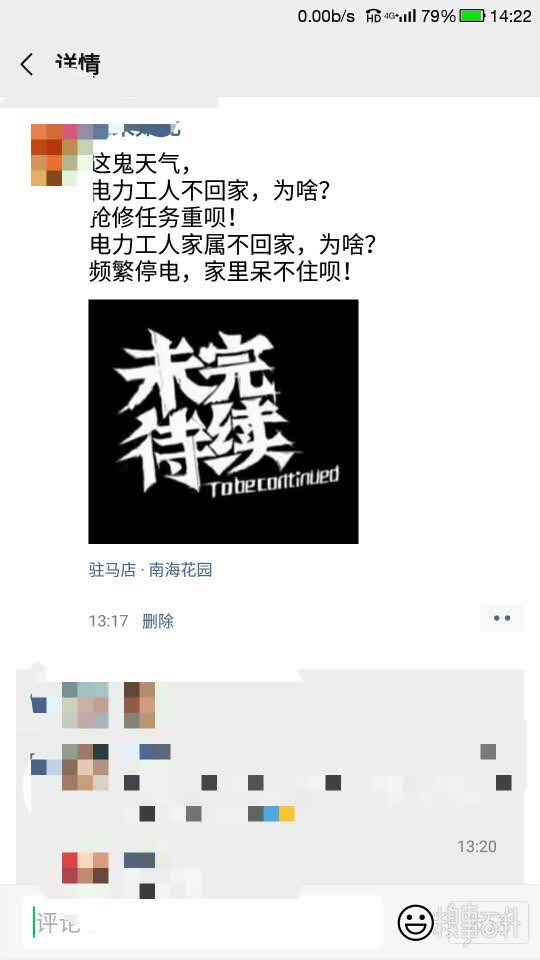 0.00b/s HD 4G 79% 14:22
详情
这鬼天气，
电力工人不回家，为啥？
抢修任务重呗！
电力工人家属不回家，为啥？
频繁停电，家里呆不住呗！
未完
待续
To be continued
驻马店 · 南海花园
13:17 删除
13:20
评论